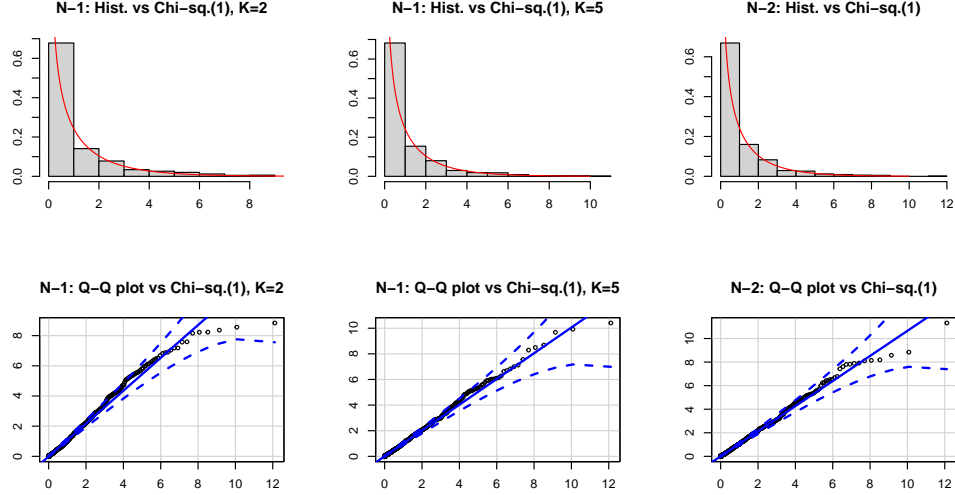 N−1: Hist. vs Chi−sq.(1), K=2
N−1: Hist. vs Chi−sq.(1), K=5
N−2: Hist. vs Chi−sq.(1)
0.6
0.4
0.2
0.0
0 2 4 6 8
0.6
0.4
0.2
0.0
0 2 4 6 8 10
0.6
0.4
0.2
0.0
0 2 4 6 8 10 12
N−1: Q−Q plot vs Chi−sq.(1), K=2
N−1: Q−Q plot vs Chi−sq.(1), K=5
N−2: Q−Q plot vs Chi−sq.(1)
8
6
4
2
0
0 2 4 6 8 10 12
10
8
6
4
2
0
0 2 4 6 8 10 12
10
8
6
4
2
0
0 2 4 6 8 10 12